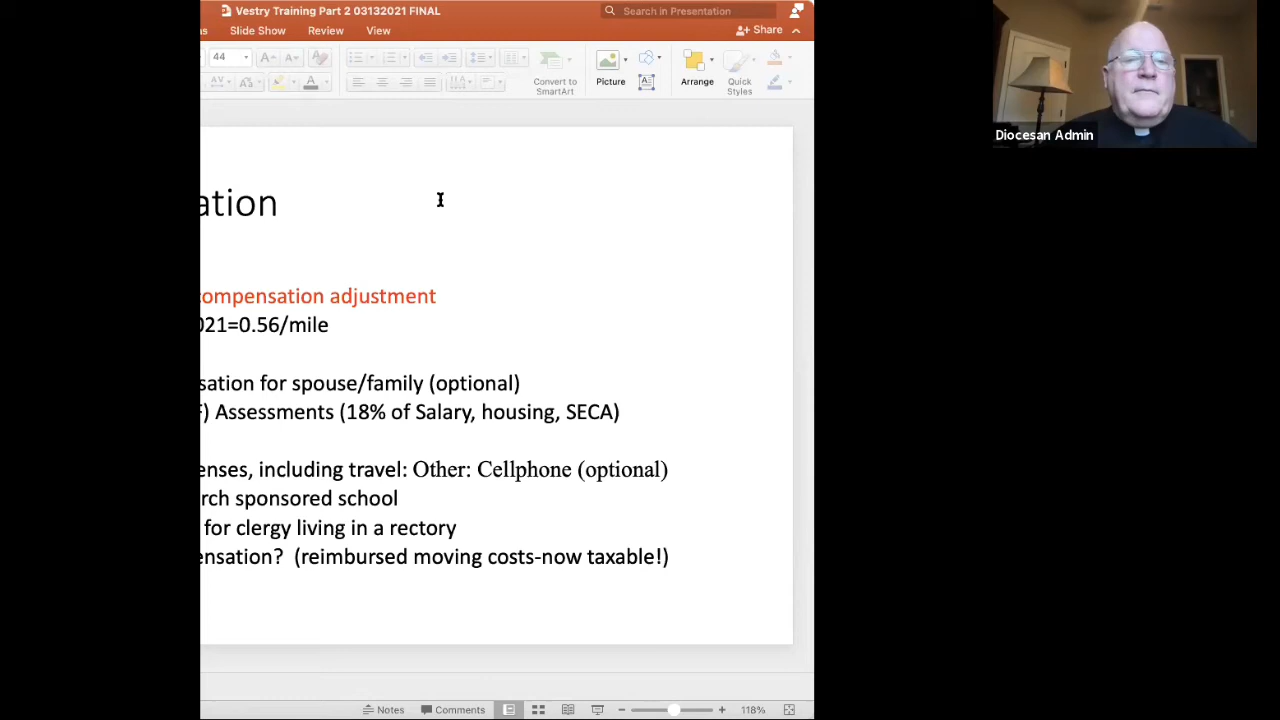 Vestry Training Part 2 03132021 FINAL
Search in Presentation
Slide Show Review View
Share
44
Convert to SmartArt
Picture
Arrange
Quick Styles
ation
compensation adjustment
021=0.56/mile
sation for spouse/family (optional)
F) Assessments (18% of Salary, housing, SECA)
enses, including travel: Other: Cellphone (optional)
rch sponsored school
for clergy living in a rectory
ensation? (reimbursed moving costs-now taxable!)
Notes Comments 118%
Diocesan Admin